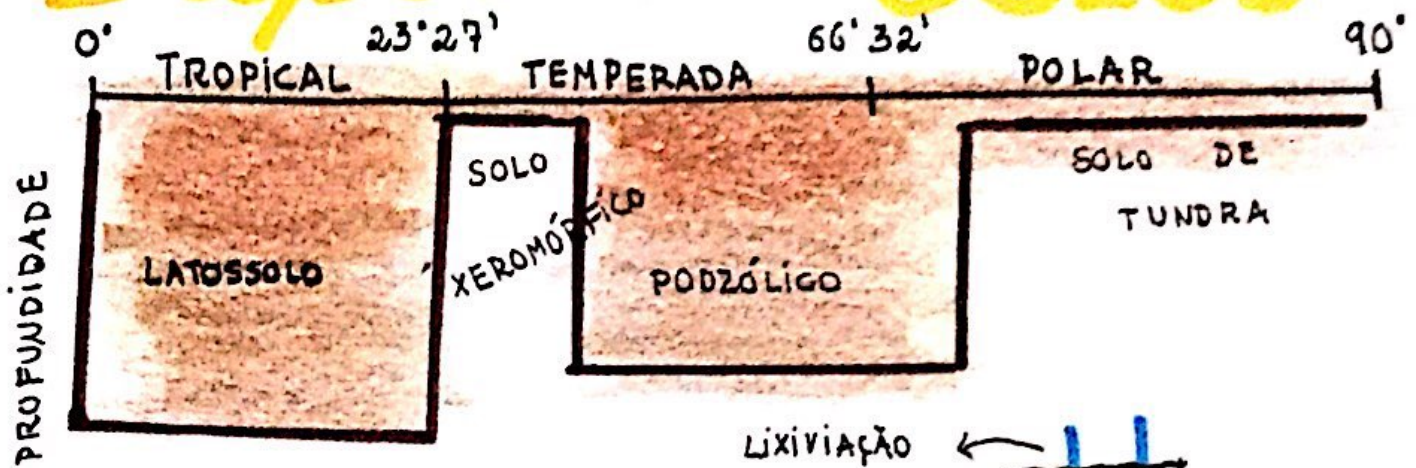 0° 23°27' 66°32' 90°
TROPICAL TEMPERADA POLAR
PROFUNDIDADE
LATOSSOLO
SOLO
XEROMÓRFICO
PODZÓLICO
SOLO DE
TUNDRA
LIXIVIAÇÃO